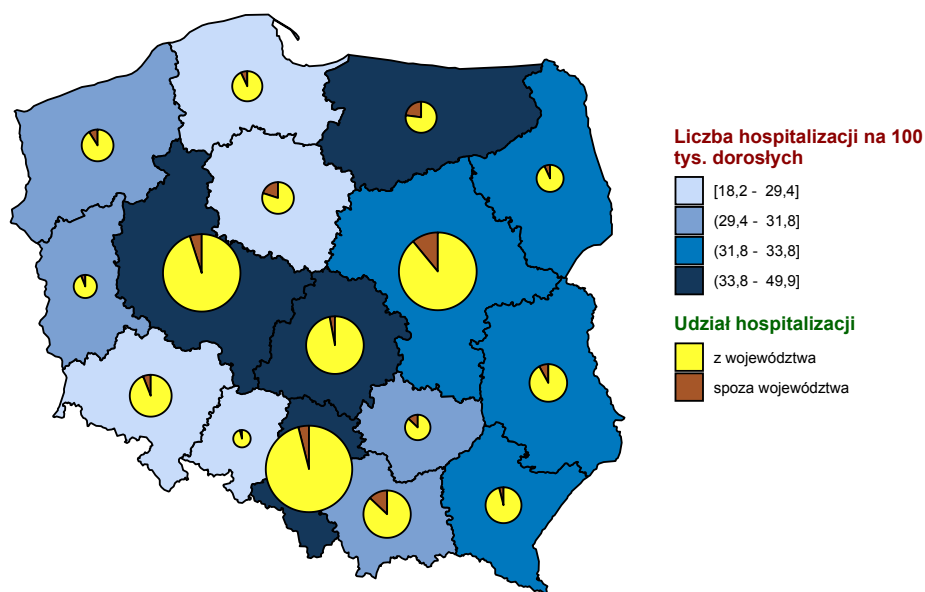 Liczba hospitalizacji na 100
tys. dorosłych
[18,2 - 29,4]
(29,4 - 31,8]
(31,8 - 33,8]
(33,8 - 49,9]
Udział hospitalizacji
z województwa
spoza województwa